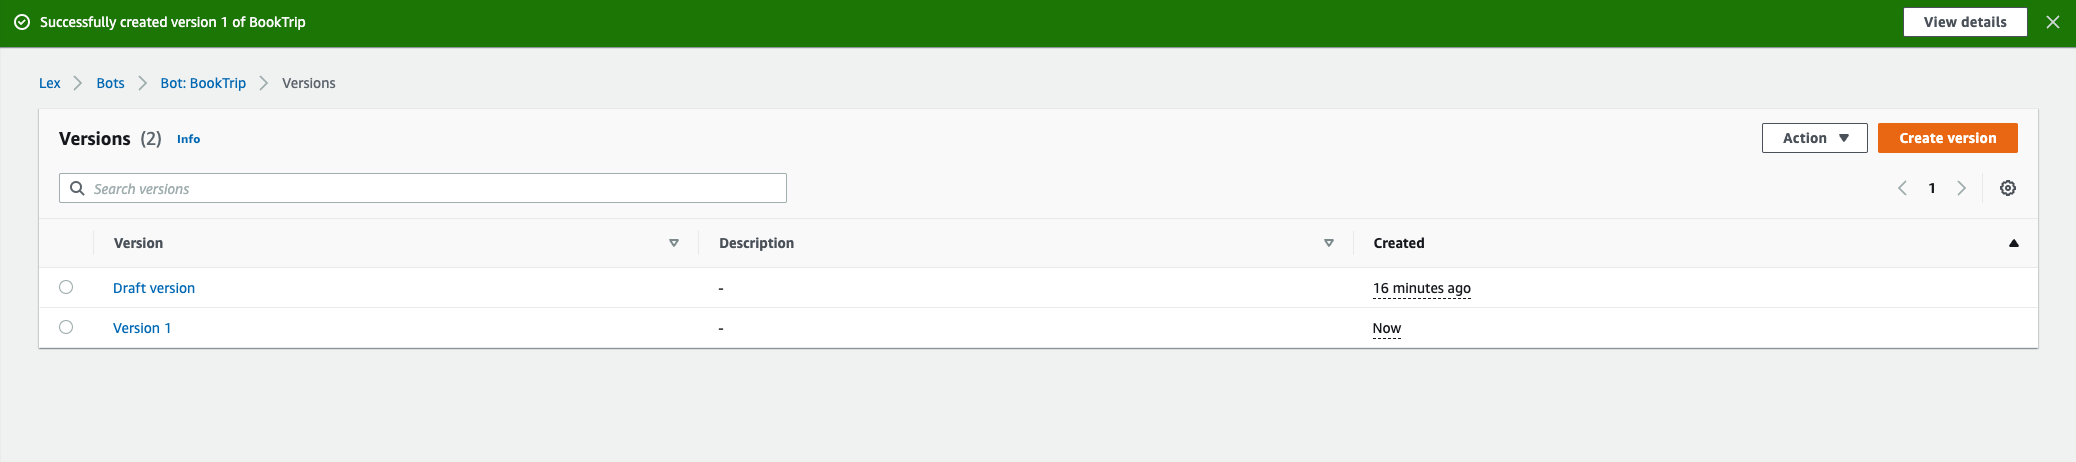 Successfully created version 1 of BookTrip
View details
Lex
Bots
Bot: BookTrip
Versions
Versions (2) Info
Action
Create version
Search versions
1
Version Description Created
Draft version - 16 minutes ago
Version 1 - Now